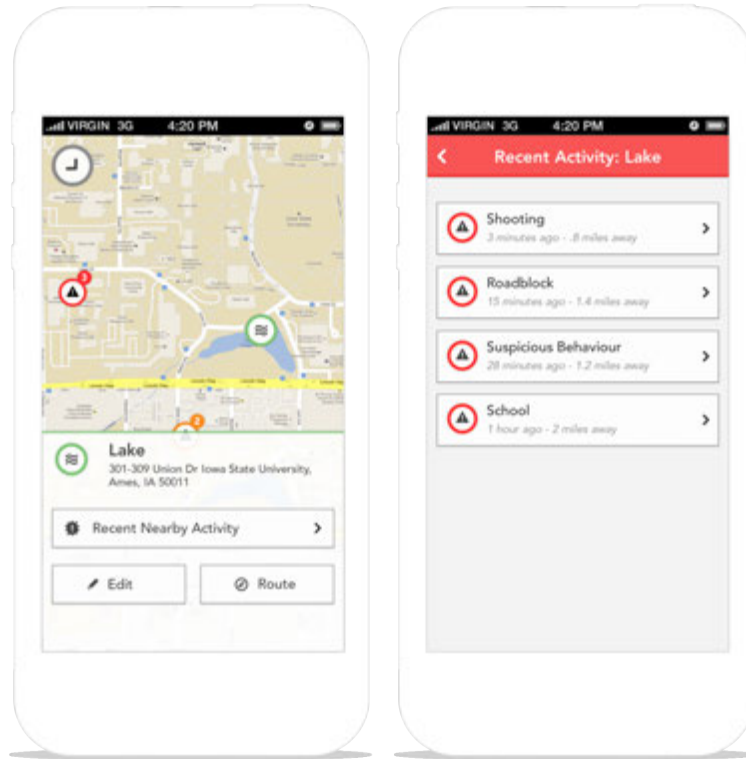 VIRGIN 3G 4:20 PM
3
2
Lake
301-309 Union Dr Iowa State University,
Ames, IA 50011
Recent Nearby Activity
Edit
Route
VIRGIN 3G 4:20 PM
Recent Activity: Lake
Shooting
3 minutes ago - .8 miles away
Roadblock
15 minutes ago - 1.4 miles away
Suspicious Behaviour
28 minutes ago - 1.2 miles away
School
1 hour ago - 2 miles away